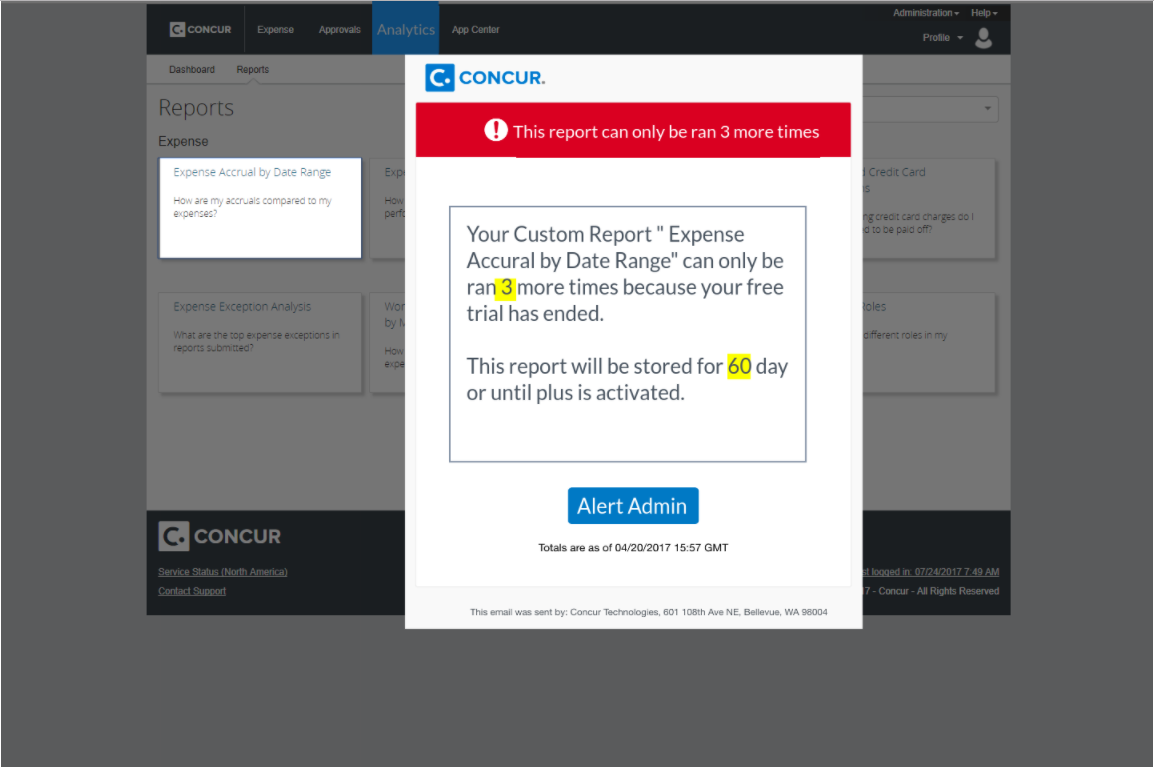 Administration Help
CONCUR Expense Approvals Analytics App Center
Profile
Dashboard Reports
CONCUR.
Reports
This report can only be ran 3 more times
Expense
Expense Accrual by Date Range
How are my accruals compared to my
expenses?
Credit Card
ng credit card charges do I
d to be paid off?
Your Custom Report " Expense
Accural by Date Range" can only be
ran 3 more times because your free
trial has ended.
This report will be stored for 60 day
or until plus is activated.
Expense Exception Analysis
What are the top expense exceptions in
reports submitted?
How
by M
How
Roles
different roles in my
Alert Admin
Totals are as of 04/20/2017 15:57 GMT
CONCUR
Service Status (North America)
Contact Support
st logged in: 07/24/2017 7:49 AM
7 - Concur - All Rights Reserved
This email was sent by: Concur Technologies, 601 108th Ave NE, Bellevue, WA 98004